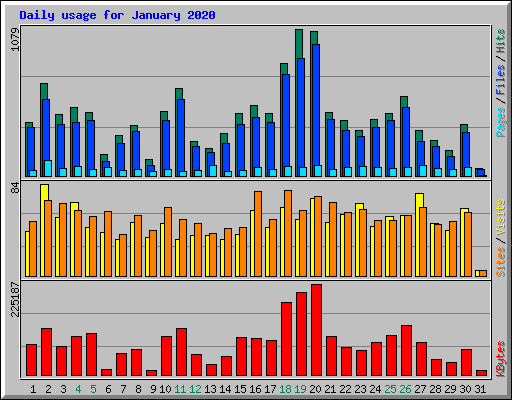 Daily usage for January 2020
1079
Pages / Files / Hits
84
Sites / Visits
225187
KBytes
1 2 3 4 5 6 7 8 9 10 11 12 13 14 15 16 17 18 19 20 21 22 23 24 25 26 27 28 29 30 31